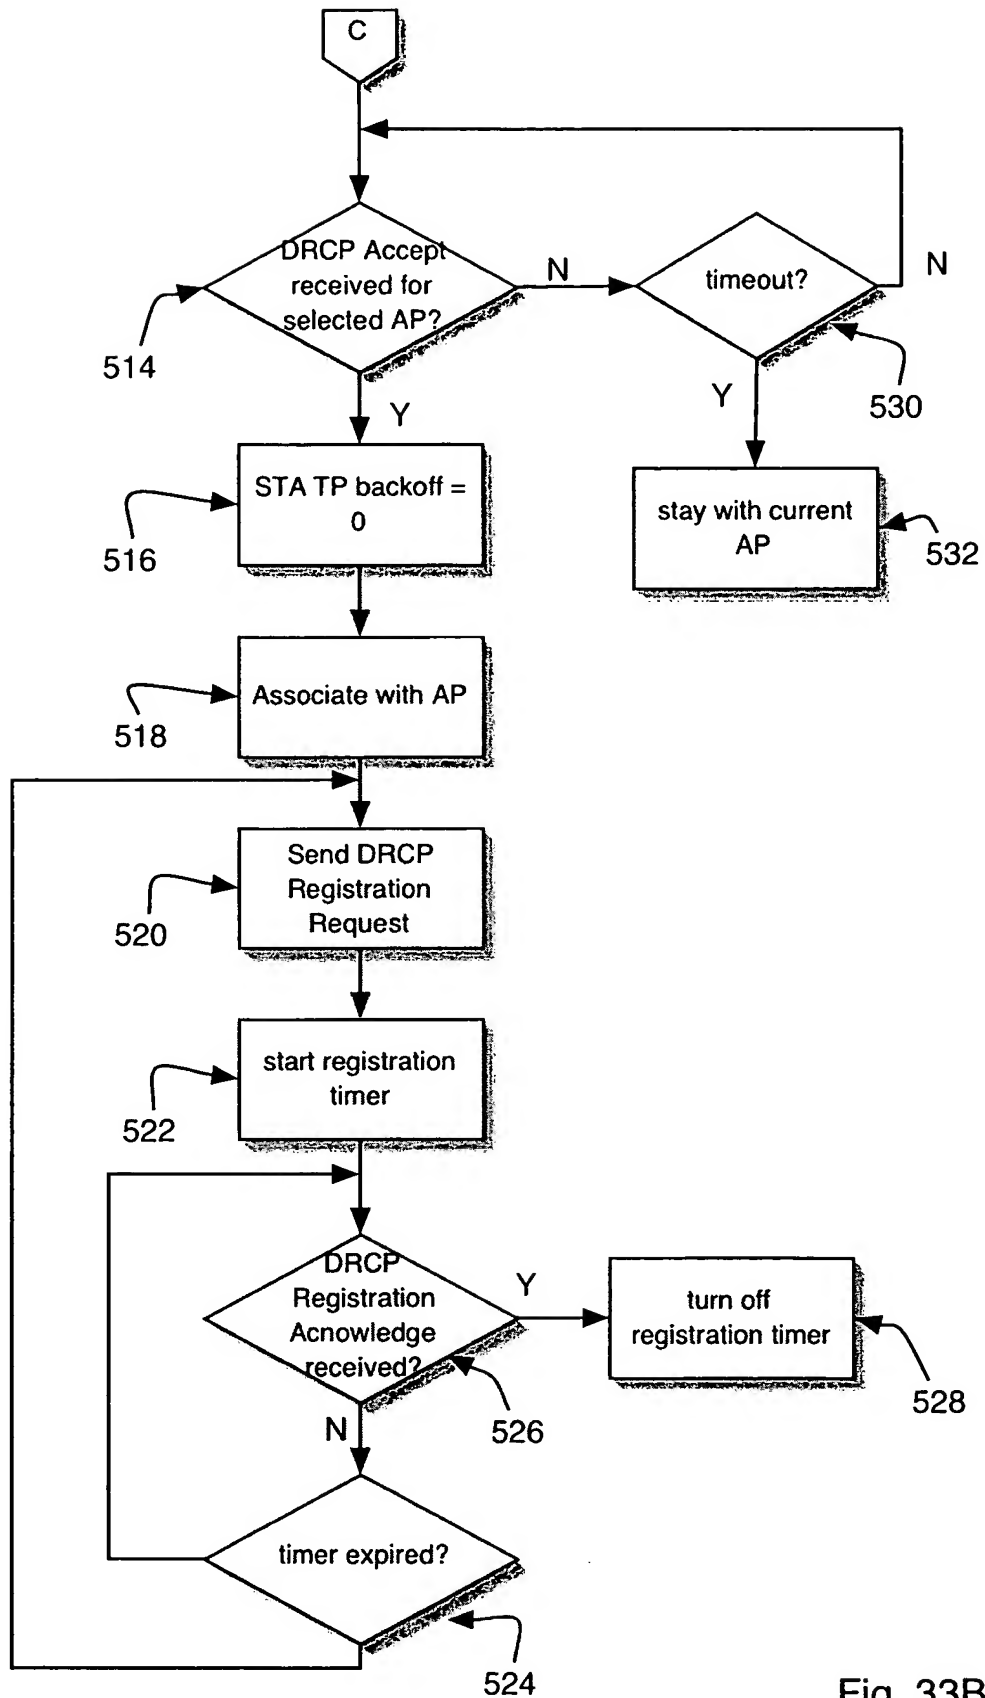 C
DRCP Accept
received for
selected AP?
N
timeout?
N
514
530
Y
Y
STA TP backoff =
0
stay with current
AP
516
532
Associate with AP
518
Send DRCP
Registration
Request
520
start registration
timer
522
DRCP
Registration
Acnowledge
received?
Y
turn off
registration timer
526
528
N
timer expired?
524
Fig. 33B